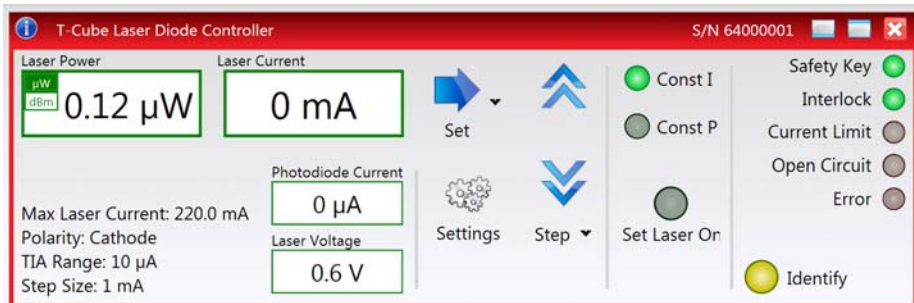 T-Cube Laser Diode Controller
S/N 64000001
Laser Power
Laser Current
µW
dBm
0.12 µW
0 mA
Set
Const I
Const P
Safety Key
Interlock
Current Limit
Open Circuit
Error
Photodiode Current
0 µA
Laser Voltage
0.6 V
Settings
Step
Set Laser On
Identify
Max Laser Current: 220.0 mA
Polarity: Cathode
TIA Range: 10 µA
Step Size: 1 mA